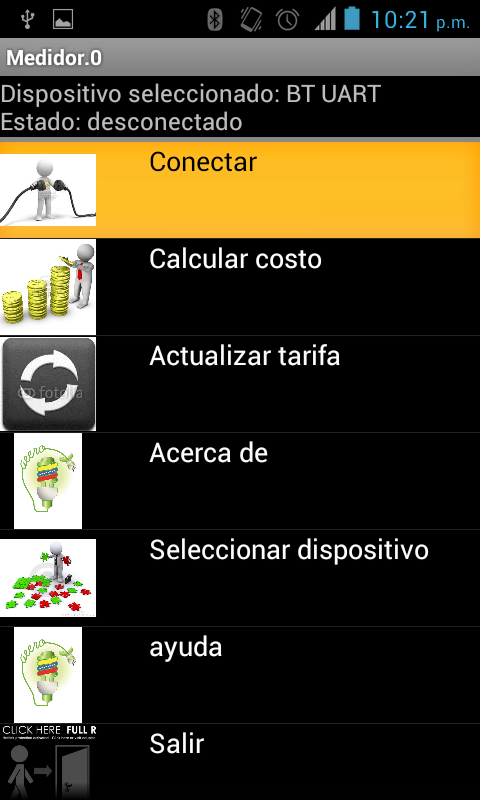 10:21 p.m.
Medidor.0
Dispositivo seleccionado: BT UART
Estado: desconectado
Conectar
Calcular costo
Actualizar tarifa
fotolia
Acerca de
Seleccionar dispositivo
ayuda
CLICK HERE FULL R
Salir